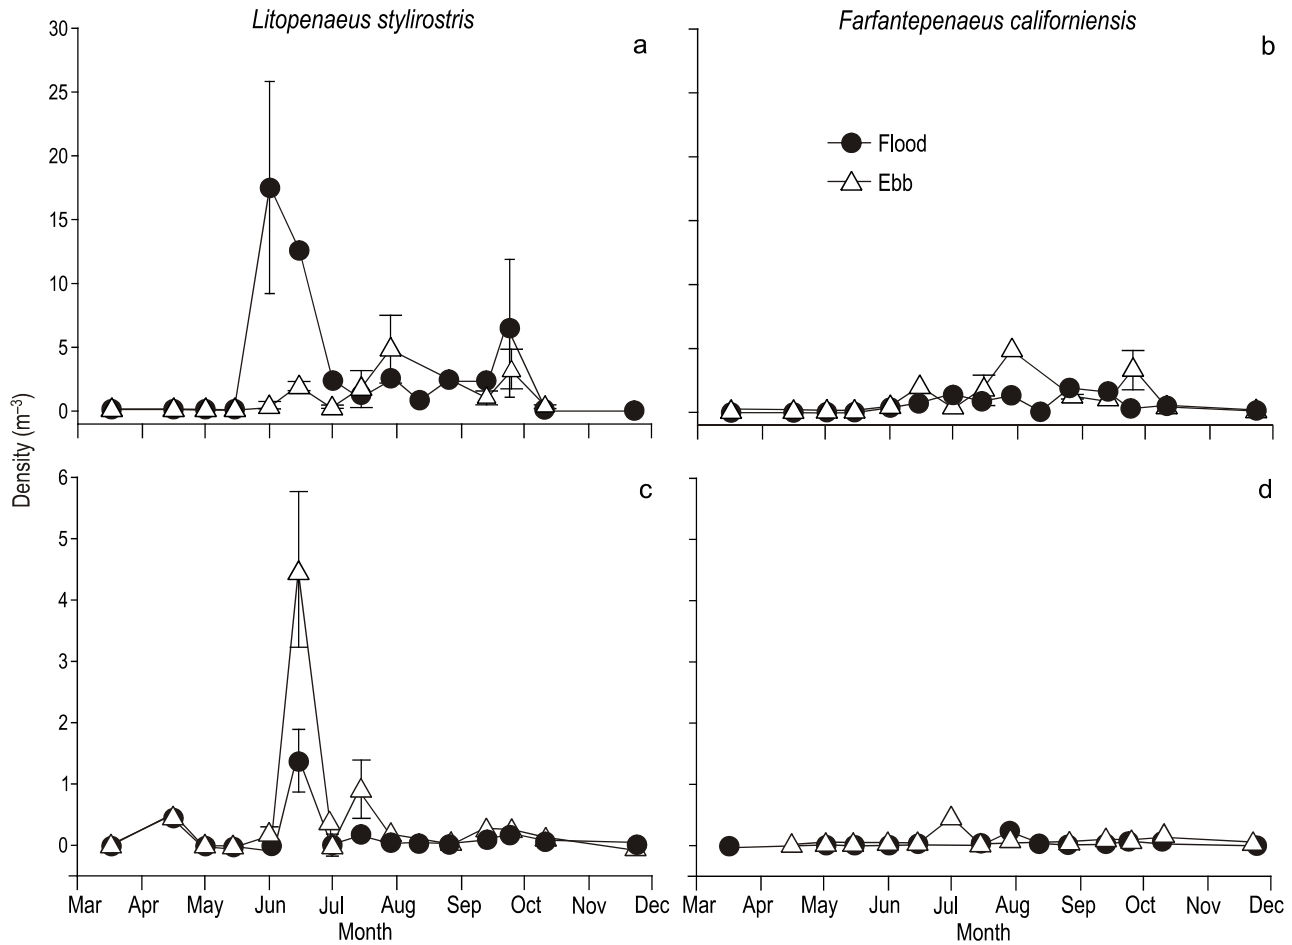 Litopenaeus stylirostris
Farfantepenaeus californiensis
30
25
20
15
10
5
0
a
b
Flood
Ebb
Density (m–3)
6
5
4
3
2
1
0
c
d
Mar Apr May Jun Jul Aug Sep Oct Nov Dec
Mar Apr May Jun Jul Aug Sep Oct Nov Dec
Month
Month